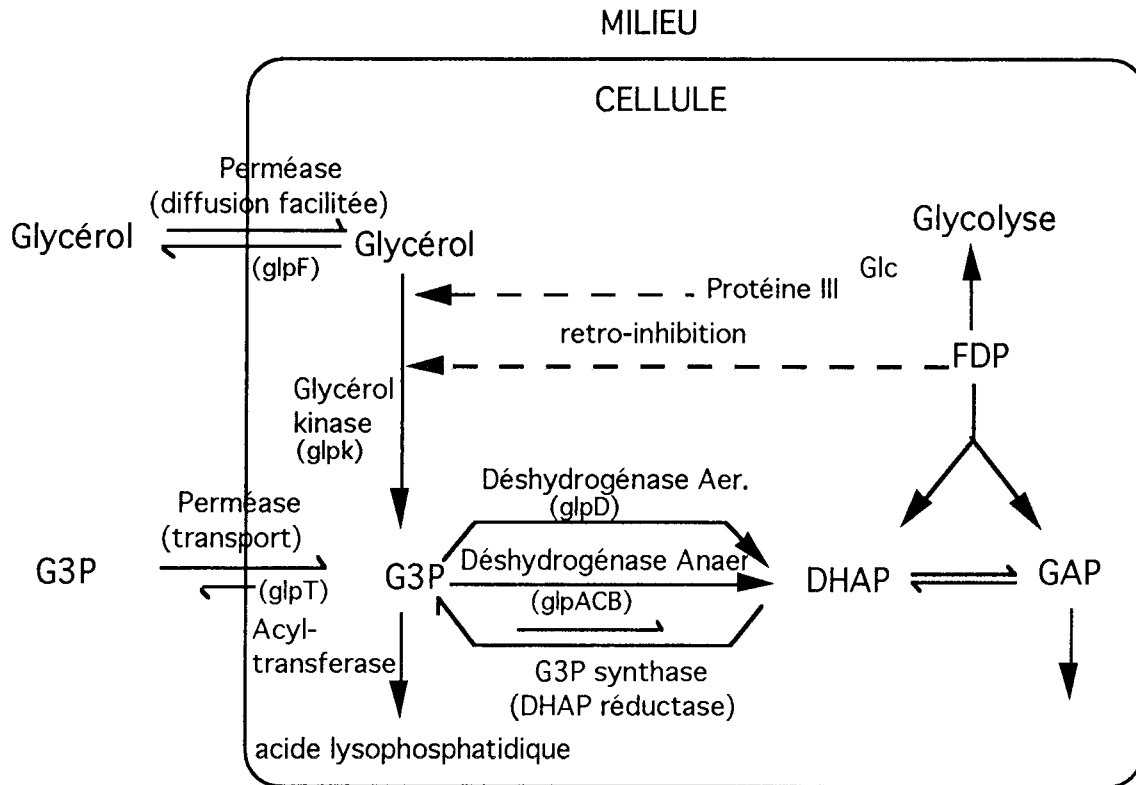 MILIEU
CELLULE
Perméase
(diffusion facilitée)
Glycérol
Glycérol
(glpF)
Glycolyse
Glc
Protéine III
retro-inhibition
FDP
Glycérol
kinase
(glpk)
Déshydrogénase Aer.
(glpD)
Perméase
(transport)
G3P
(glpT)
G3P
Déshydrogénase Anaer
(glpACB)
DHAP
GAP
Acyl-
transferase
G3P synthase
(DHAP réductase)
acide lysophosphatidique